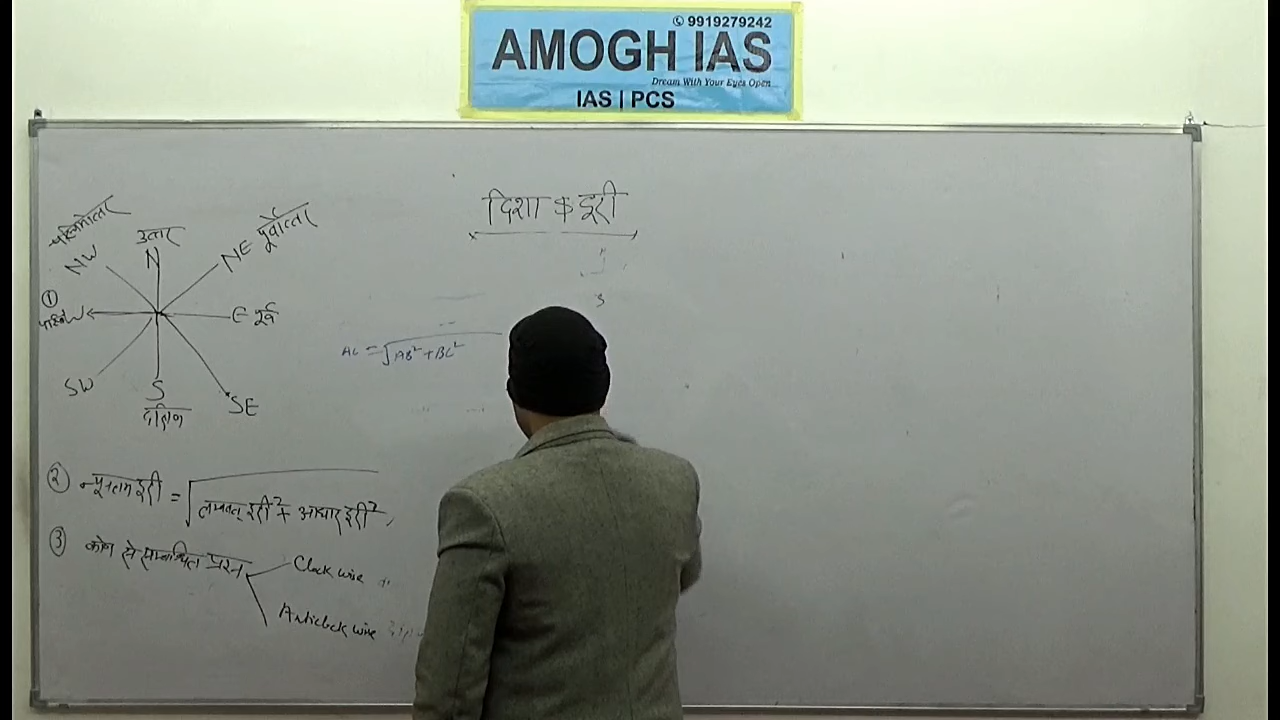 9919279242
AMOGH IAS
Dream With Your Eyes Open
IAS | PCS
दिशा & दूरी
पश्चिमोत्तर
उत्तर
पूर्वोत्तर
NW
N
NE
①
W
E पूर्व
SW
S
SE
दक्षिण
AC = √AB² + BC²
② न्यूनतम दूरी = √लम्बवत् दूरी² + आधार दूरी²
③ कोण से सम्बन्धित प्रश्न
Clock wise
Anticlock wise
S